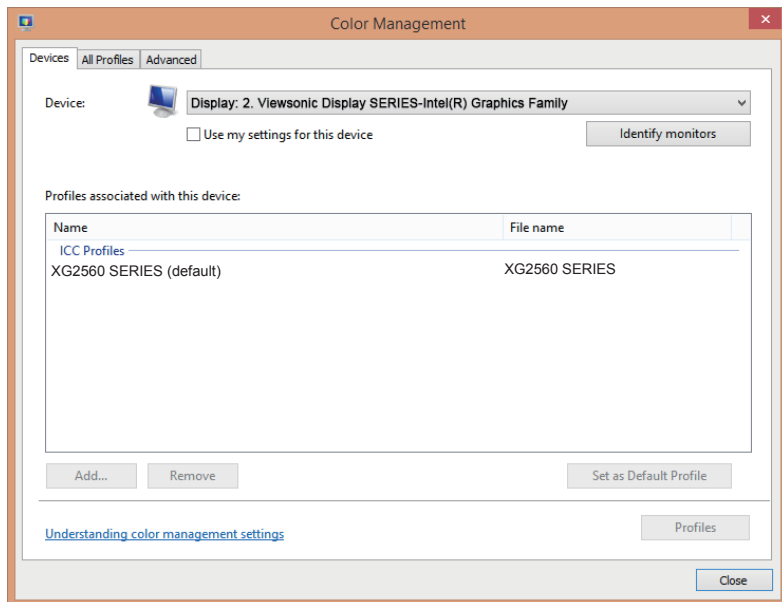 Color Management
Devices All Profiles Advanced
Device: Display: 2. Viewsonic Display SERIES-Intel(R) Graphics Family
Use my settings for this device Identify monitors
Profiles associated with this device:
Name File name
ICC Profiles
XG2560 SERIES (default) XG2560 SERIES
Add... Remove Set as Default Profile
Understanding color management settings Profiles
Close